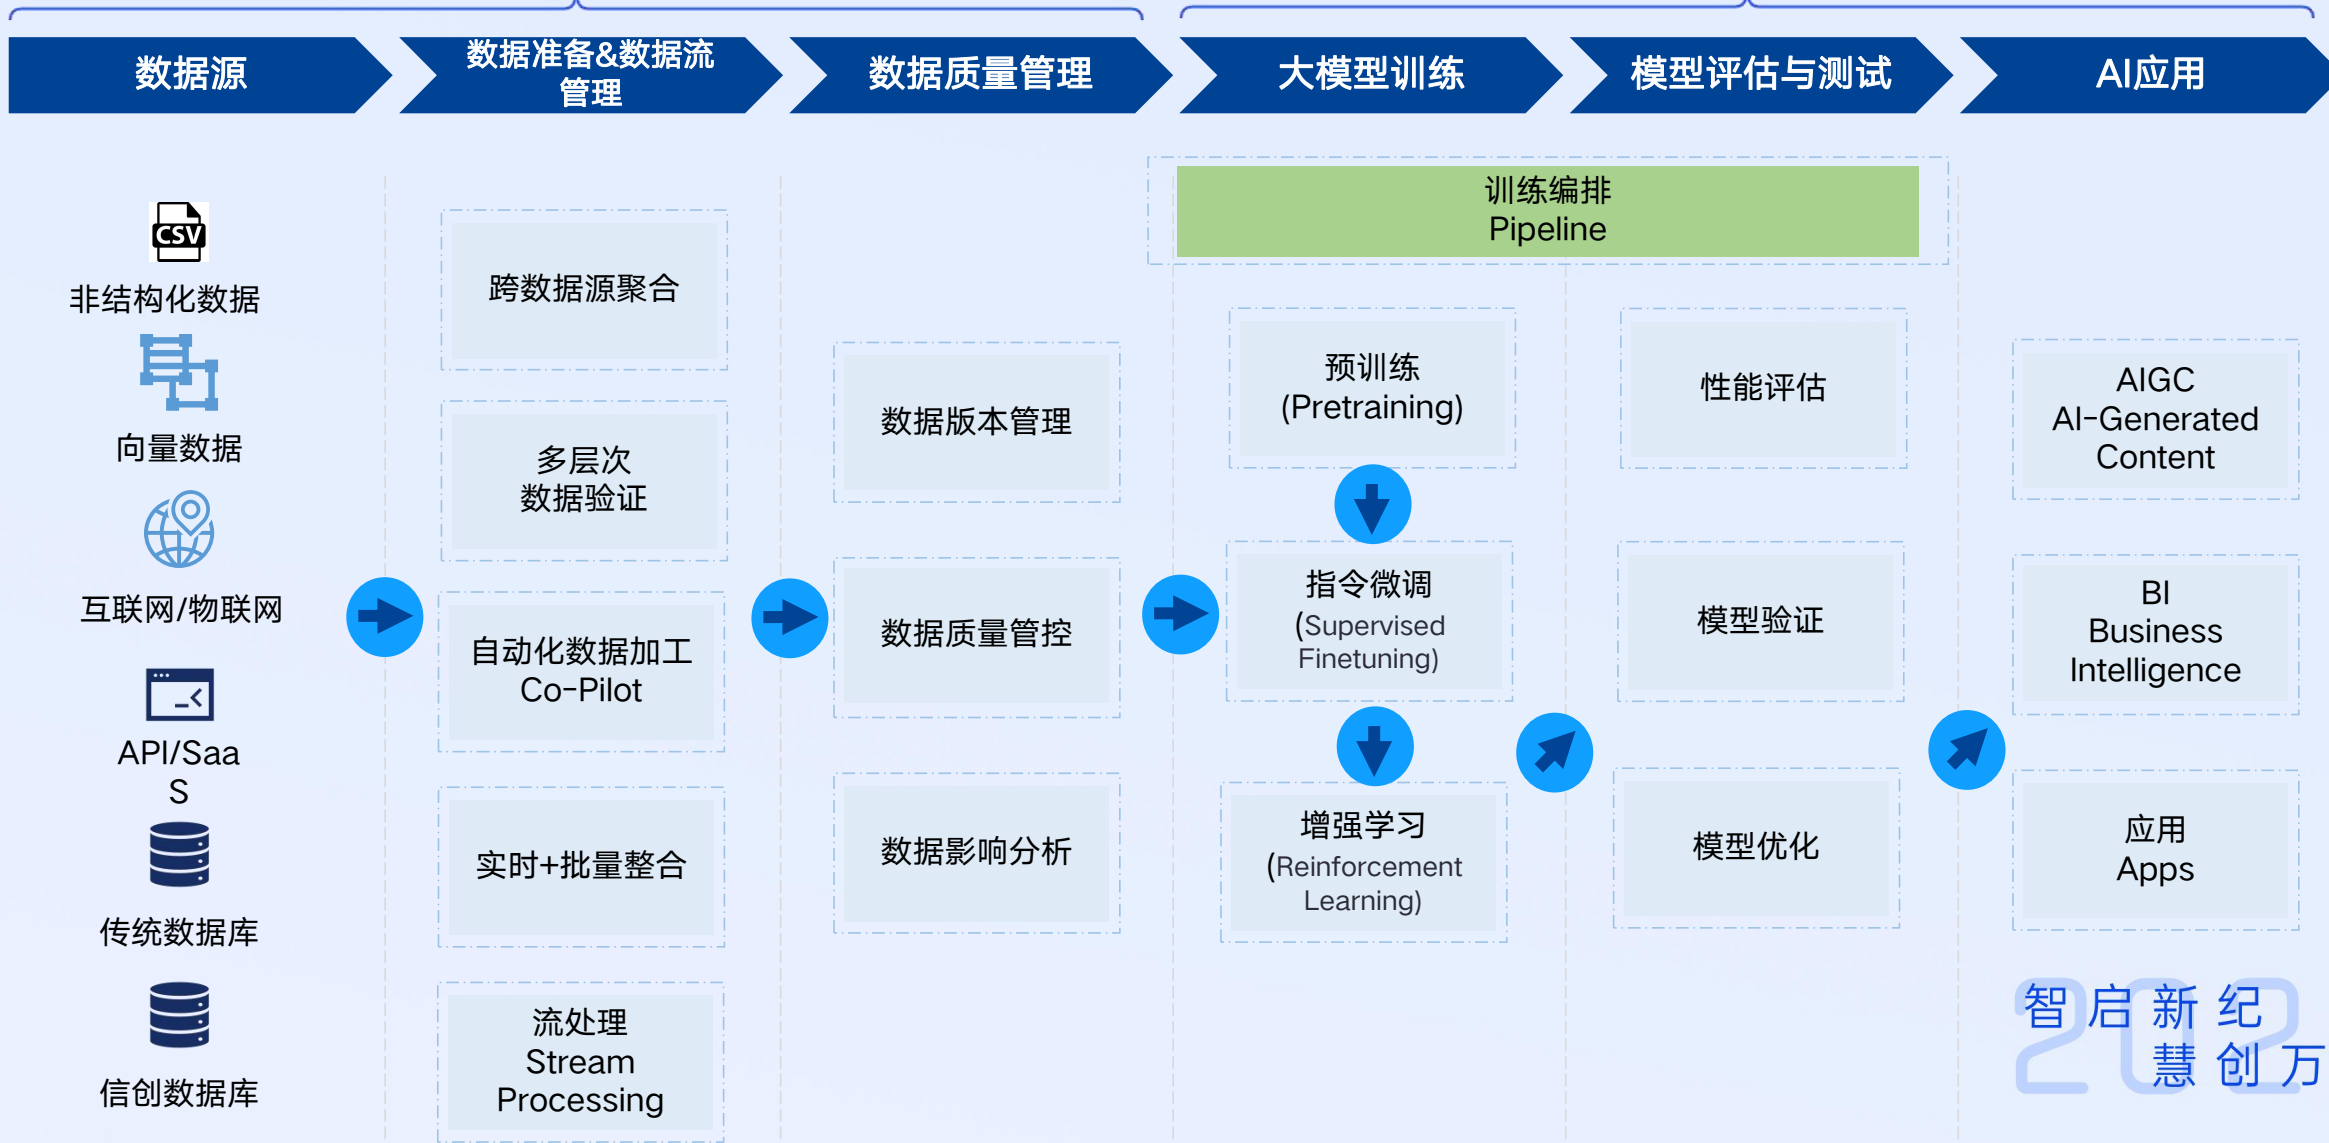 数据源
数据准备&数据流
管理
数据质量管理
大模型训练
模型评估与测试
AI应用
训练编排
Pipeline
CSV
非结构化数据
向量数据
互联网/物联网
API/Saa
S
传统数据库
信创数据库
跨数据源聚合
多层次
数据验证
自动化数据加工
Co-Pilot
实时+批量整合
流处理
Stream
Processing
数据版本管理
数据质量管控
数据影响分析
预训练
(Pretraining)
指令微调
(Supervised
Finetuning)
增强学习
(Reinforcement
Learning)
性能评估
模型验证
模型优化
AIGC
AI-Generated
Content
BI
Business
Intelligence
应用
Apps
202
智启新纪
慧创万